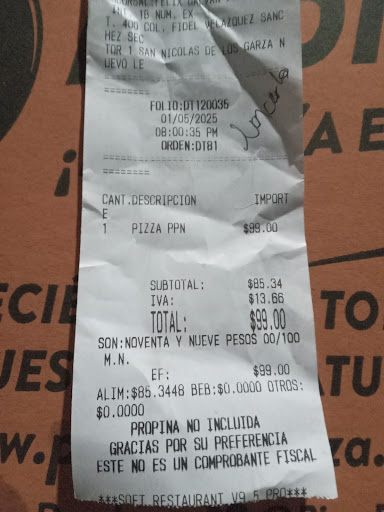 T. 400 COL. FIDEL VELAZQUEZ SANC
HEZ SEC
TOR 1 SAN NICOLAS DE LOS GARZA N
UEVO LE
FOLIO:DT120035
01/05/2025
08:00:35 PM
ORDEN:DT81
CANT.DESCRIPCION IMPORT
E
1 PIZZA PPN $99.00
SUBTOTAL: $85.34
IVA: $13.66
TOTAL: $99.00
SON:NOVENTA Y NUEVE PESOS 00/100
M.N.
EF: $99.00
ALIM:$85.3448 BEB:$0.0000 OTROS:
$0.0000
PROPINA NO INCLUIDA
GRACIAS POR SU PREFERENCIA
ESTE NO ES UN COMPROBANTE FISCAL
***SOFT RESTAURANT V9.5 PRO***